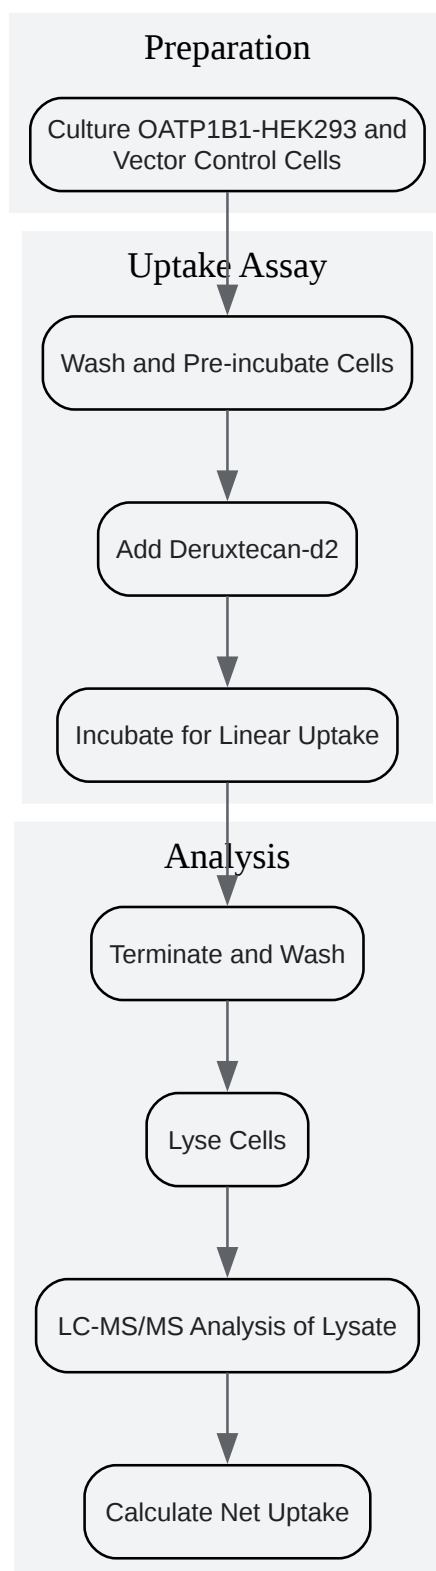 Preparation
Culture OATP1B1-HEK293 and
Vector Control Cells
Uptake Assay
Wash and Pre-incubate Cells
Add Deruxtecan-d2
Incubate for Linear Uptake
Analysis
Terminate and Wash
Lyse Cells
LC-MS/MS Analysis of Lysate
Calculate Net Uptake